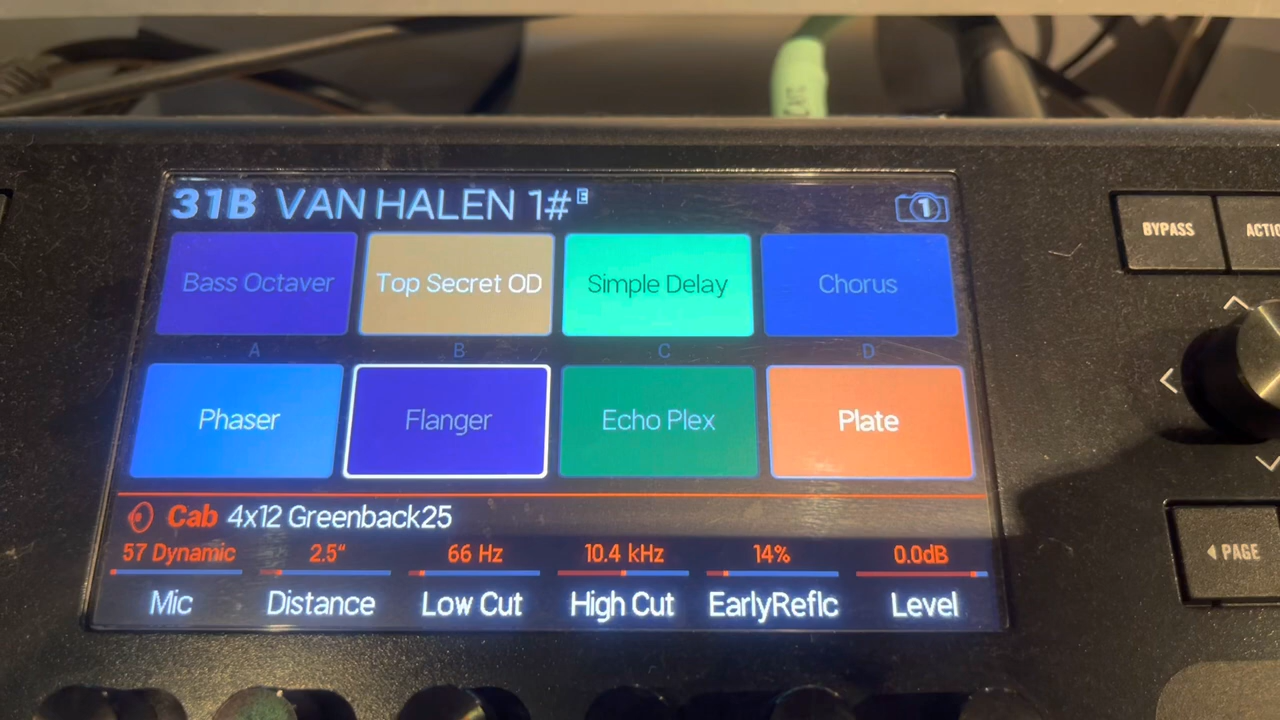 31B VAN HALEN 1# E
1
BYPASS
Bass Octaver Top Secret OD Simple Delay Chorus
A B C D
Phaser Flanger Echo Plex Plate
Cab 4x12 Greenback25
57 Dynamic 2.5“ 66 Hz 10.4 kHz 14% 0.0dB
PAGE
Mic Distance Low Cut High Cut EarlyReflc Level